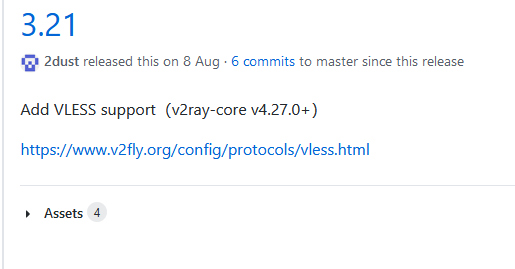 3.21
2dust released this on 8 Aug · 6 commits to master since this release
Add VLESS support（v2ray-core v4.27.0+）
https://www.v2fly.org/config/protocols/vless.html
Assets 4